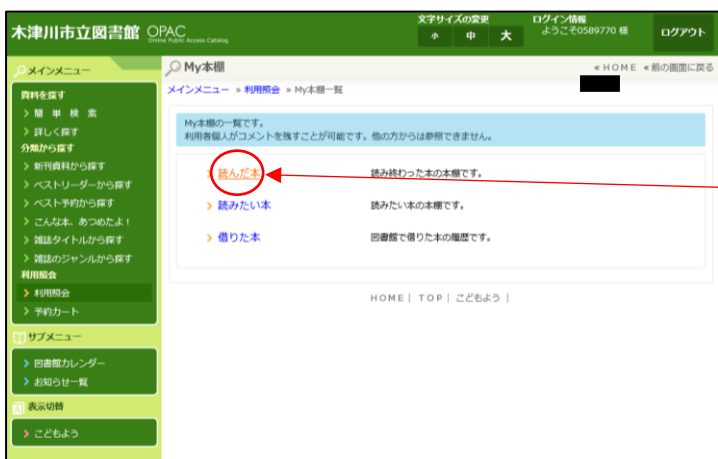 木津川市立図書館 OPAC
Online Public Access Catalog
文字サイズの変更
小 中 大
ログイン情報
ようこそ0589770 様
ログアウト
メインメニュー
資料を探す
簡 単 検 索
詳しく探す
分類から探す
新刊資料から探す
ベストリーダーから探す
ベスト予約から探す
こんな本、あつめたよ！
雑誌タイトルから探す
雑誌のジャンルから探す
利用照会
利用照会
予約カート
サブメニュー
図書館カレンダー
お知らせ一覧
表示切替
こどもよう
My本棚
«HOME «前の画面に戻る
メインメニュー » 利用照会 » My本棚一覧
My本棚の一覧です。
利用者個人がコメントを残すことが可能です。他の方からは参照できません。
読んだ本 読み終わった本の本棚です。
読みたい本 読みたい本の本棚です。
借りた本 図書館で借りた本の履歴です。
HOME| TOP| こどもよう |